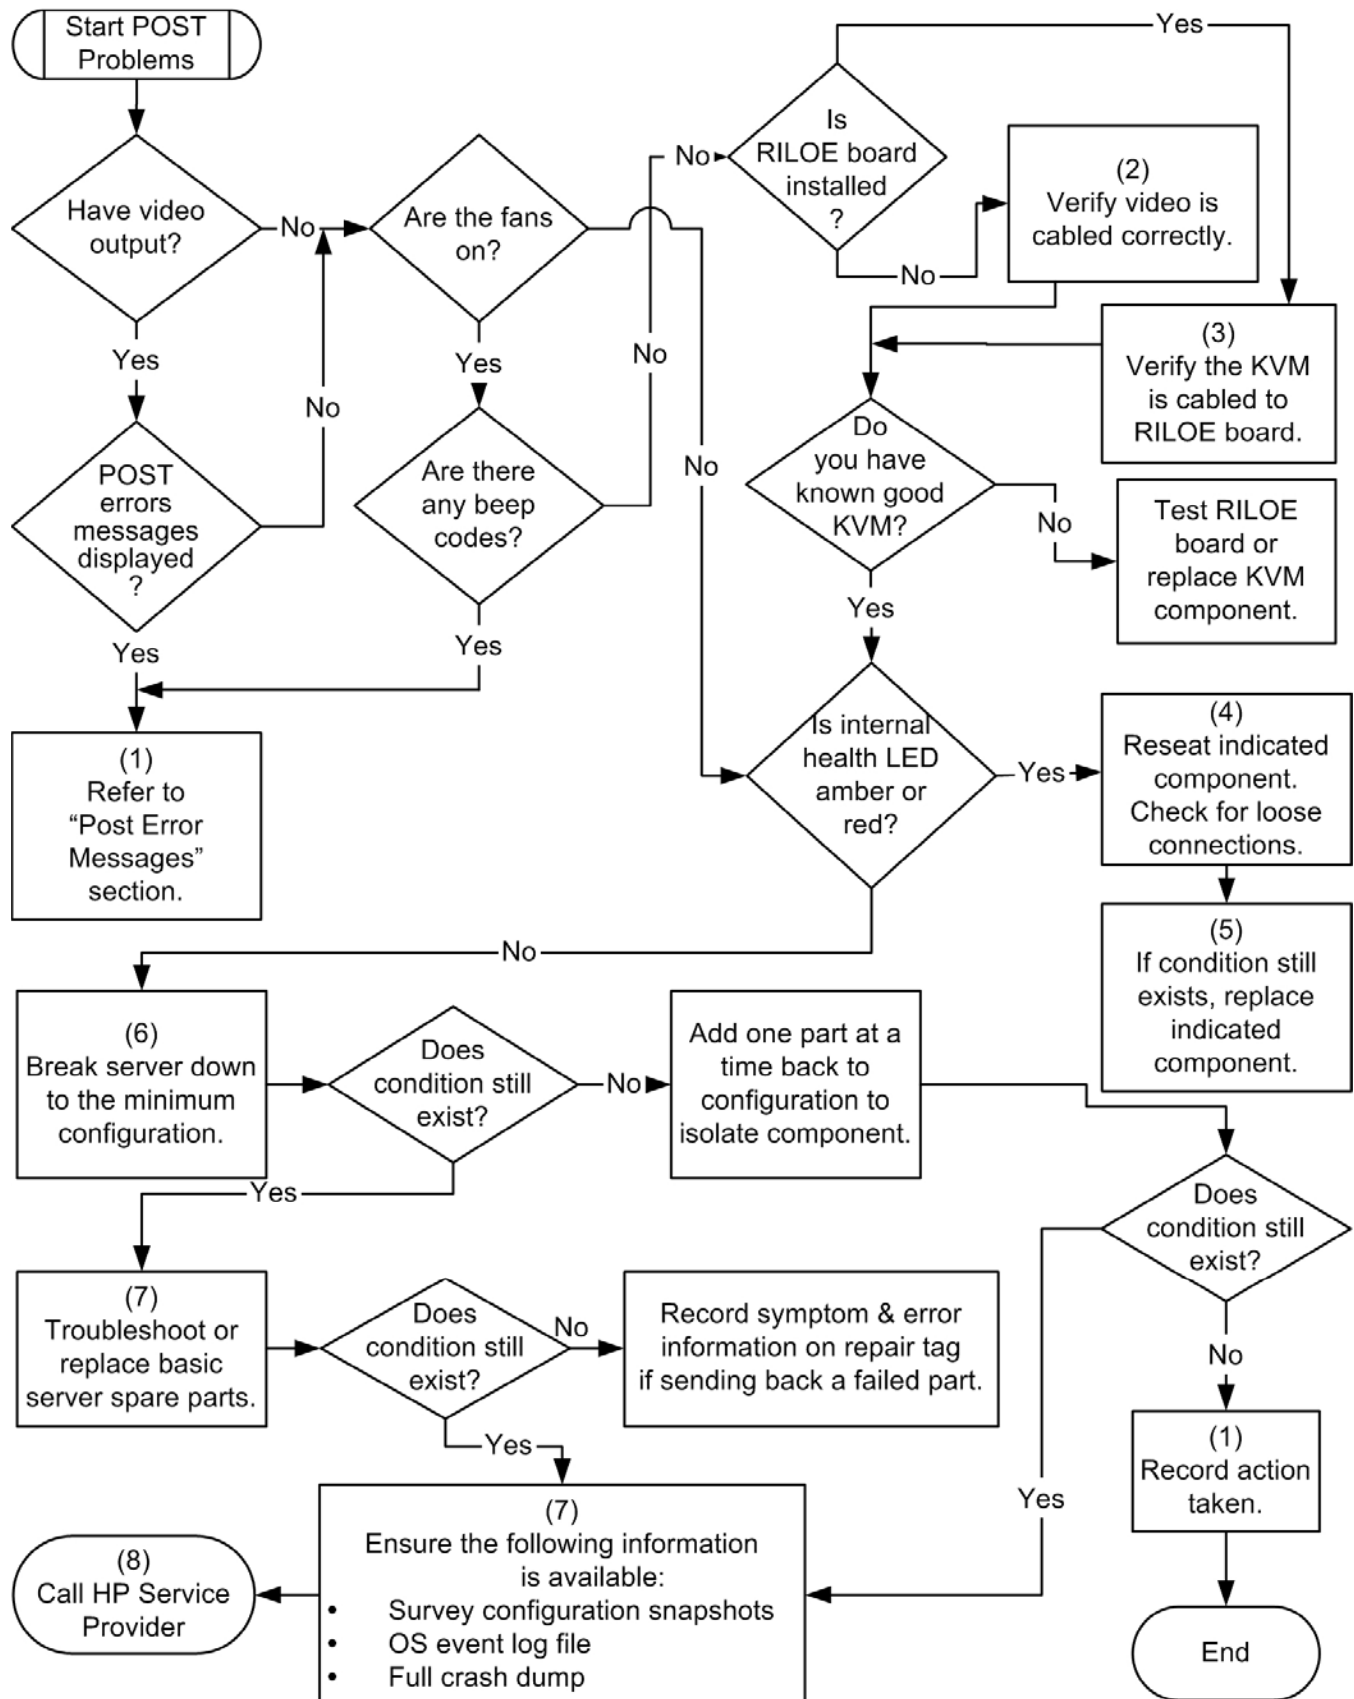 Start POST
Problems
Have video
output?
No
Yes
POST
errors
messages
displayed
?
No
Yes
(1)
Refer to
“Post Error
Messages”
section.
Are the fans
on?
Yes
No
Are there
any beep
codes?
No
Yes
No
Is
RILOE board
installed
?
Yes
No
(2)
Verify video is
cabled correctly.
(3)
Verify the KVM
is cabled to
RILOE board.
Do
you have
known good
KVM?
No
Yes
Test RILOE
board or
replace KVM
component.
Is internal
health LED
amber or
red?
Yes
No
(4)
Reseat indicated
component.
Check for loose
connections.
(5)
If condition still
exists, replace
indicated
component.
(6)
Break server down
to the minimum
configuration.
Does
condition still
exist?
No
Yes
Add one part at a
time back to
configuration to
isolate component.
Does
condition still
exist?
No
Yes
(7)
Troubleshoot or
replace basic
server spare parts.
Does
condition still
exist?
No
Yes
Record symptom & error
information on repair tag
if sending back a failed part.
(1)
Record action
taken.
End
(7)
Ensure the following information
is available:
• Survey configuration snapshots
• OS event log file
• Full crash dump
(8)
Call HP Service
Provider